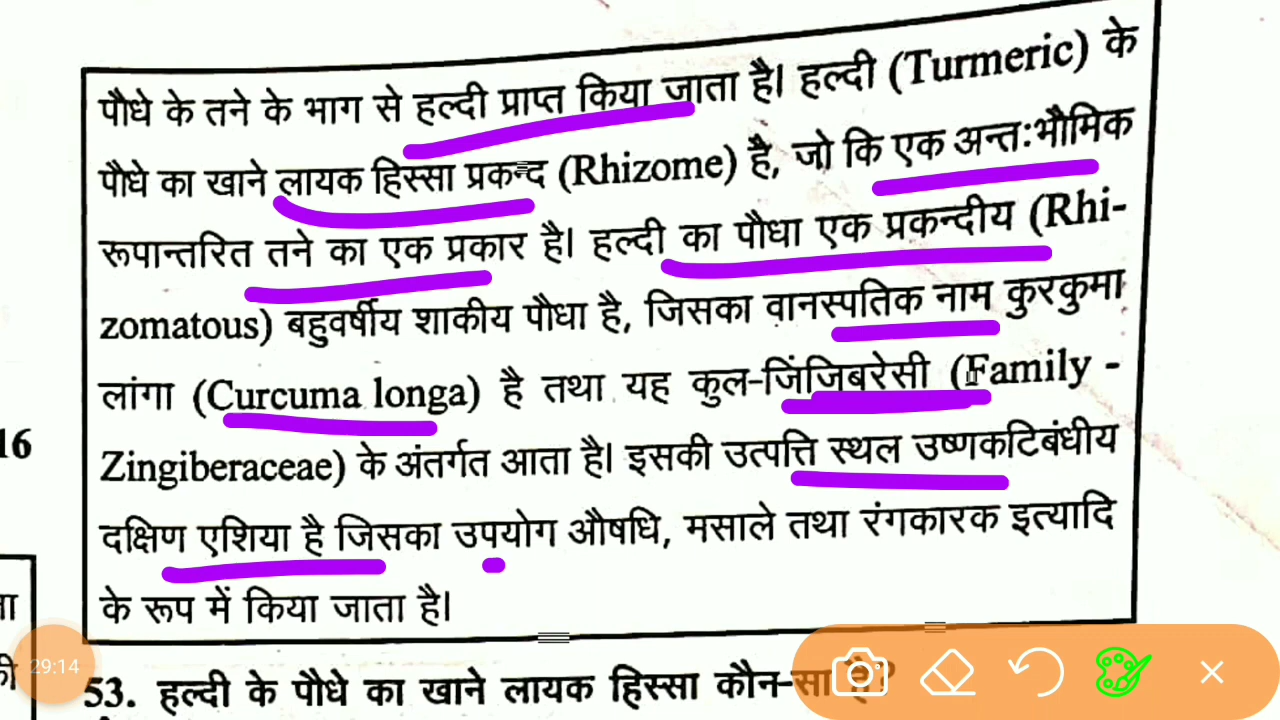 पौधे के तने के भाग से हल्दी प्राप्त किया जाता है। हल्दी (Turmeric) के
पौधे का खाने लायक हिस्सा प्रकन्द (Rhizome) है, जो कि एक अन्त:भौमिक
रूपान्तरित तने का एक प्रकार है। हल्दी का पौधा एक प्रकन्दीय (Rhi-
zomatous) बहुवर्षीय शाकीय पौधा है, जिसका वानस्पतिक नाम कुरकुमा
लांगा (Curcuma longa) है तथा यह कुल-जिंजिबरेसी (Family -
16
Zingiberaceae) के अंतर्गत आता है। इसकी उत्पत्ति स्थल उष्णकटिबंधीय
दक्षिण एशिया है जिसका उपयोग औषधि, मसाले तथा रंगकारक इत्यादि
के रूप में किया जाता है।
29:14
53. हल्दी के पौधे का खाने लायक हिस्सा कौन-सा है?